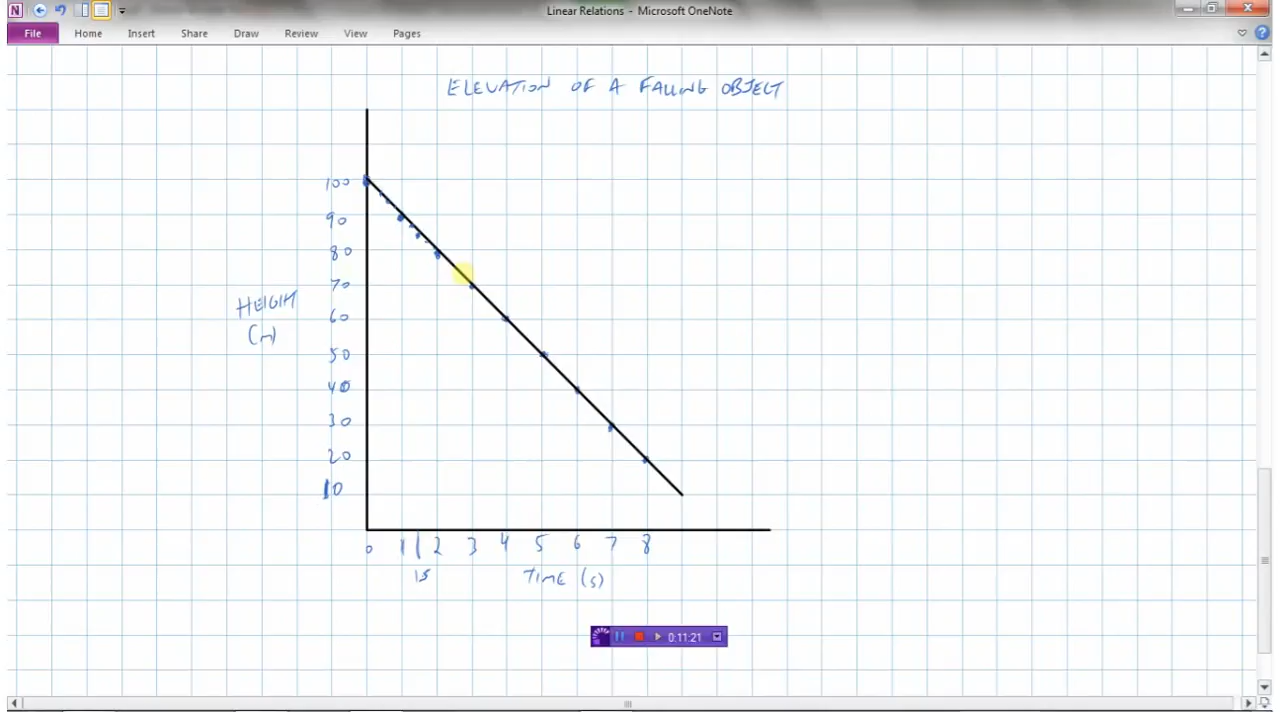 Linear Relations - Microsoft OneNote
File Home Insert Share Draw Review View Pages
ELEVATION OF A FALLING OBJECT
100
90
80
70
HEIGHT
(m)
60
50
40
30
20
10
0 1 2 3 4 5 6 7 8
1.5
TIME (s)
0:11:21